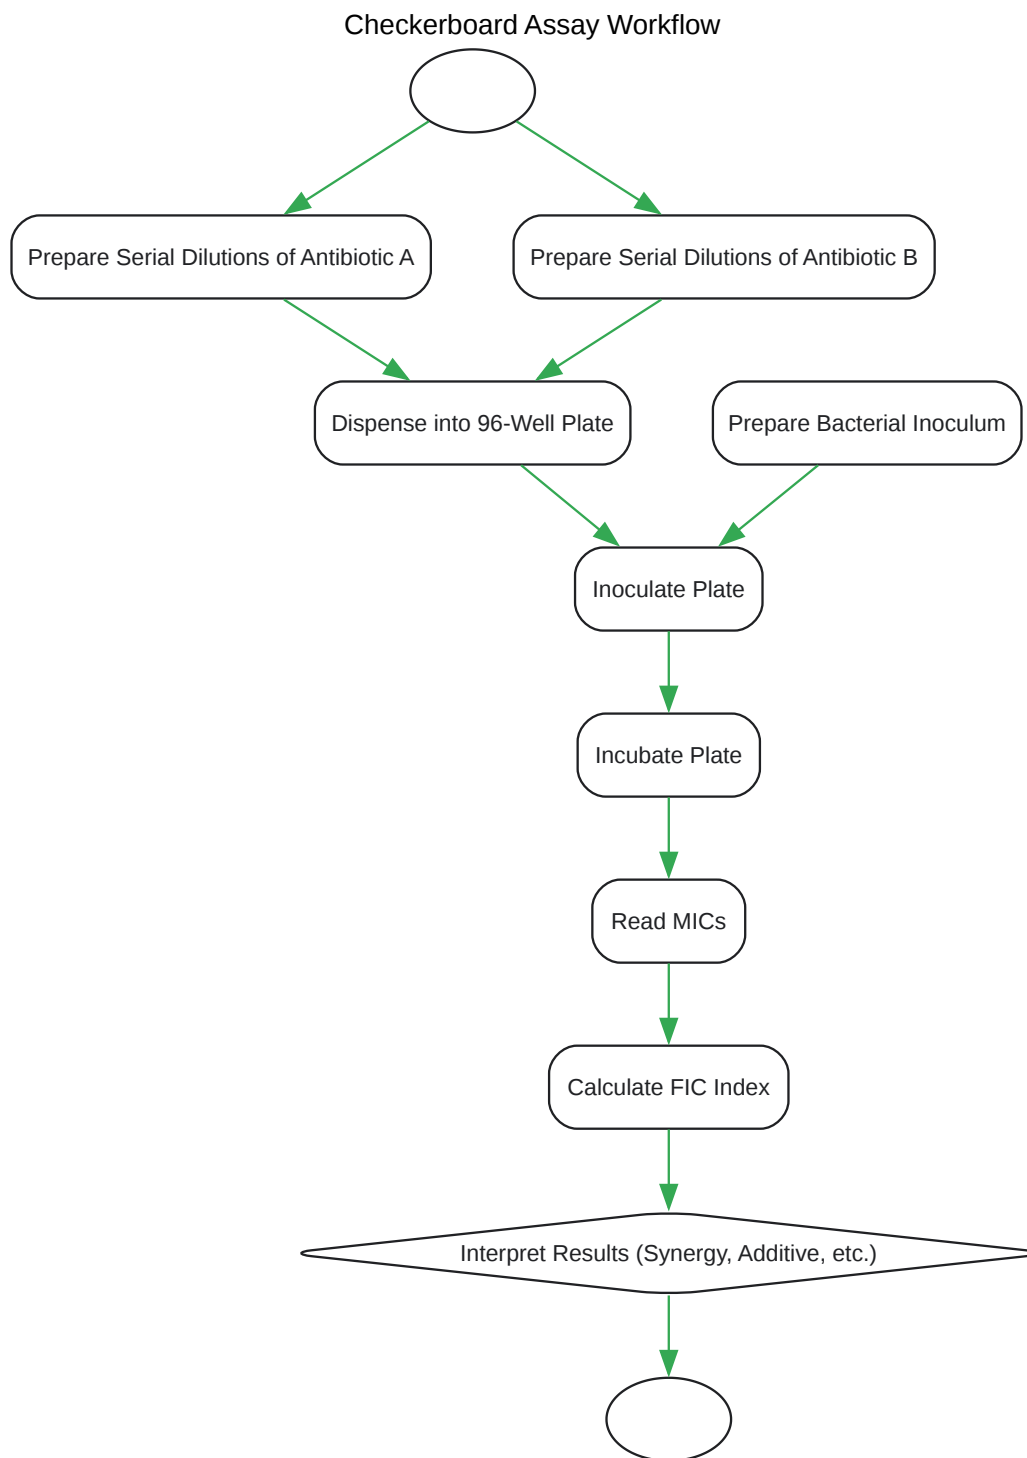 Checkerboard Assay Workflow
Prepare Serial Dilutions of Antibiotic A
Prepare Serial Dilutions of Antibiotic B
Dispense into 96-Well Plate
Prepare Bacterial Inoculum
Inoculate Plate
Incubate Plate
Read MICs
Calculate FIC Index
Interpret Results (Synergy, Additive, etc.)